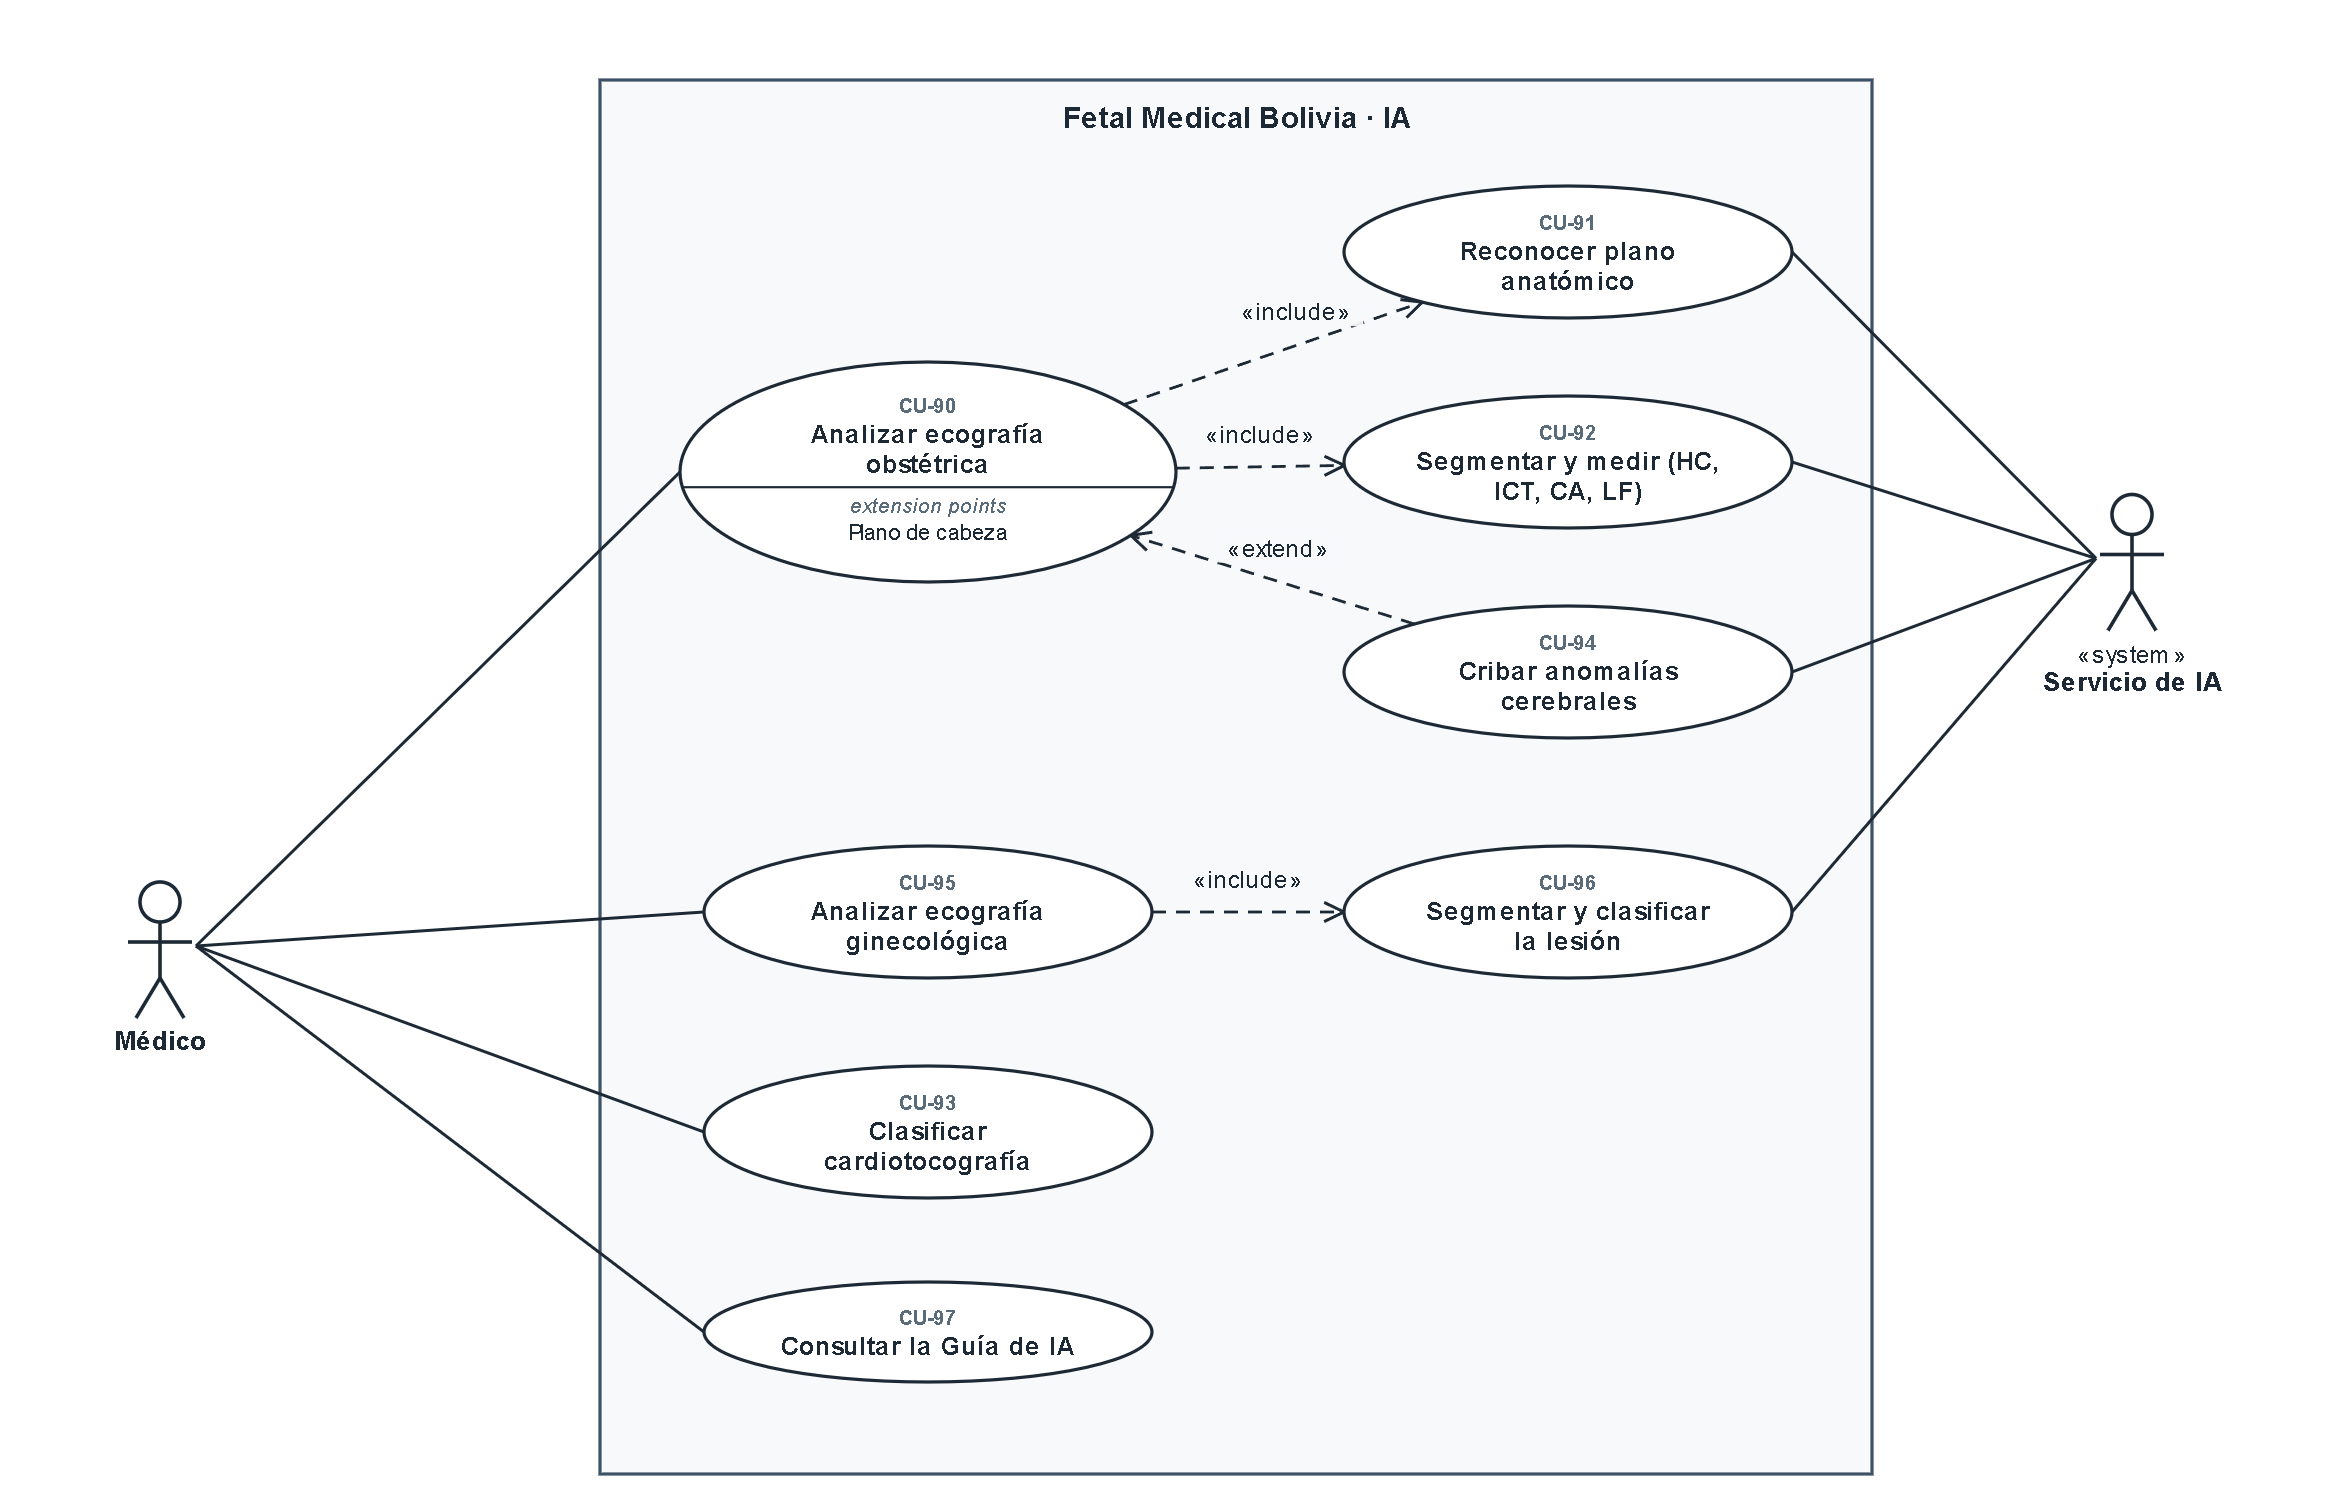 Fetal Medical Bolivia · IA
CU-91
Reconocer plano
anatómico
«include»
CU-90
Analizar ecografía
obstétrica
extension points
Plano de cabeza
«include»
CU-92
Segmentar y medir (HC,
ICT, CA, LF)
«extend»
CU-94
Cribar anomalías
cerebrales
«system»
Servicio de IA
CU-95
Analizar ecografía
ginecológica
«include»
CU-96
Segmentar y clasificar
la lesión
Médico
CU-93
Clasificar
cardiotocografía
CU-97
Consultar la Guía de IA